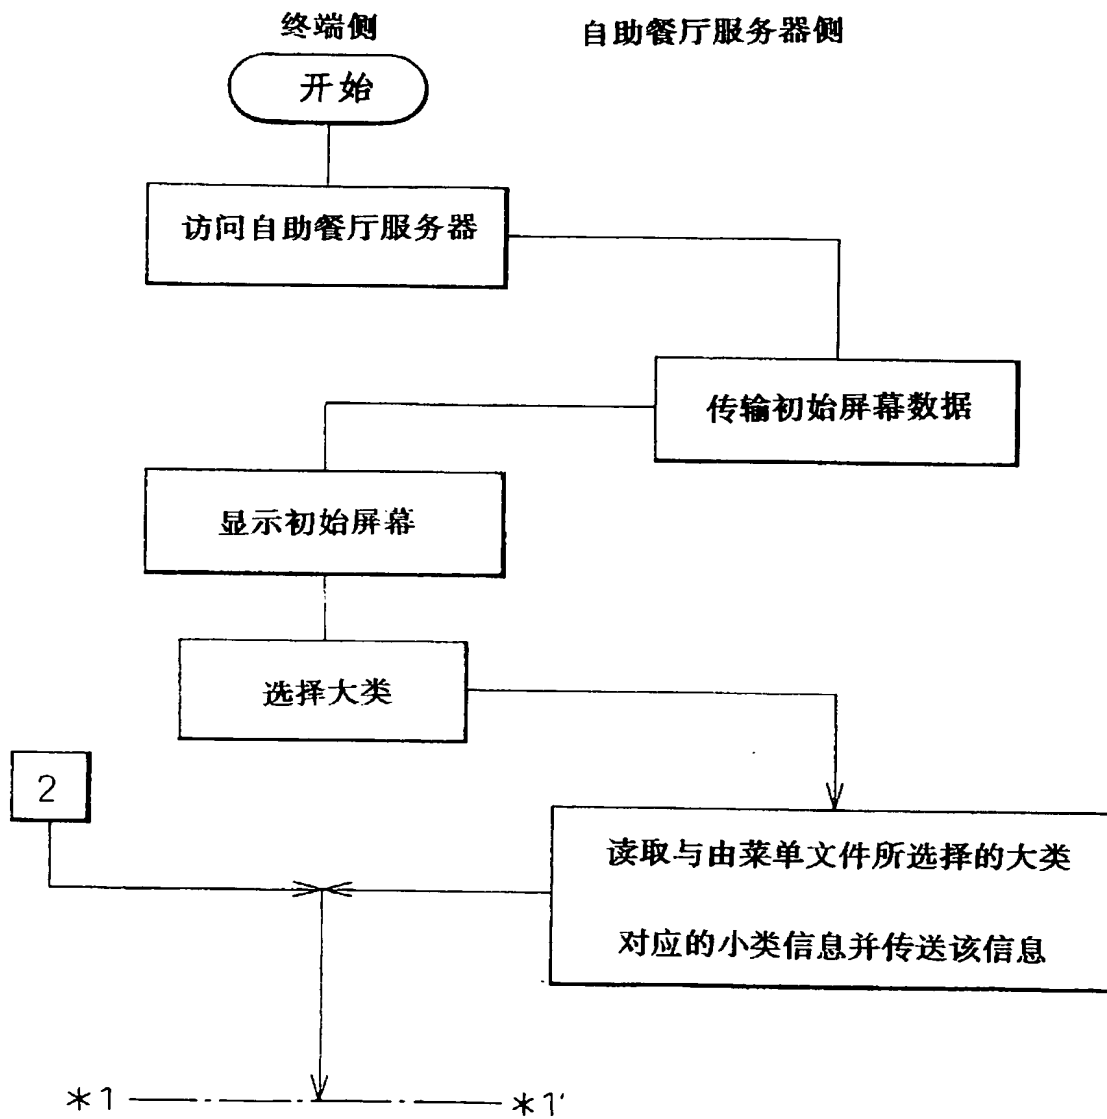 终端侧
自助餐厅服务器侧
开始
访问自助餐厅服务器
传输初始屏幕数据
显示初始屏幕
选择大类
2
读取与由菜单文件所选择的大类
对应的小类信息并传送该信息
*1
*1'